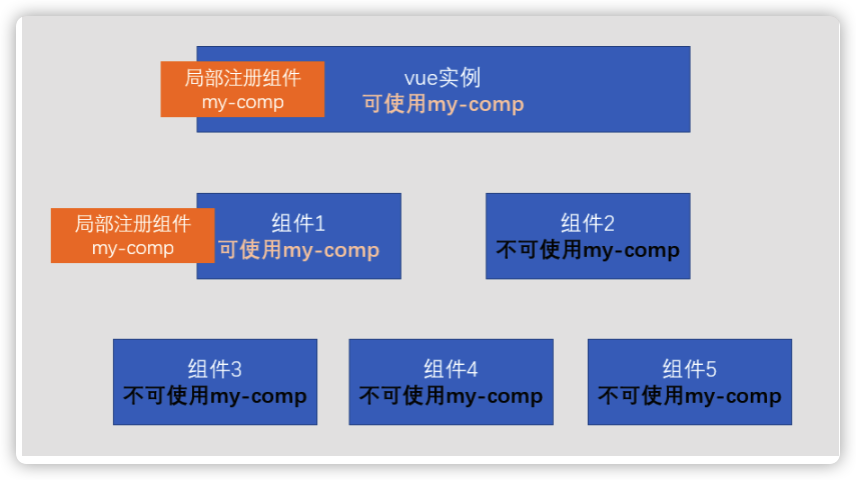 局部注册组件
my-comp
vue实例
可使用my-comp
局部注册组件
my-comp
组件1
可使用my-comp
组件2
不可使用my-comp
组件3
不可使用my-comp
组件4
不可使用my-comp
组件5
不可使用my-comp